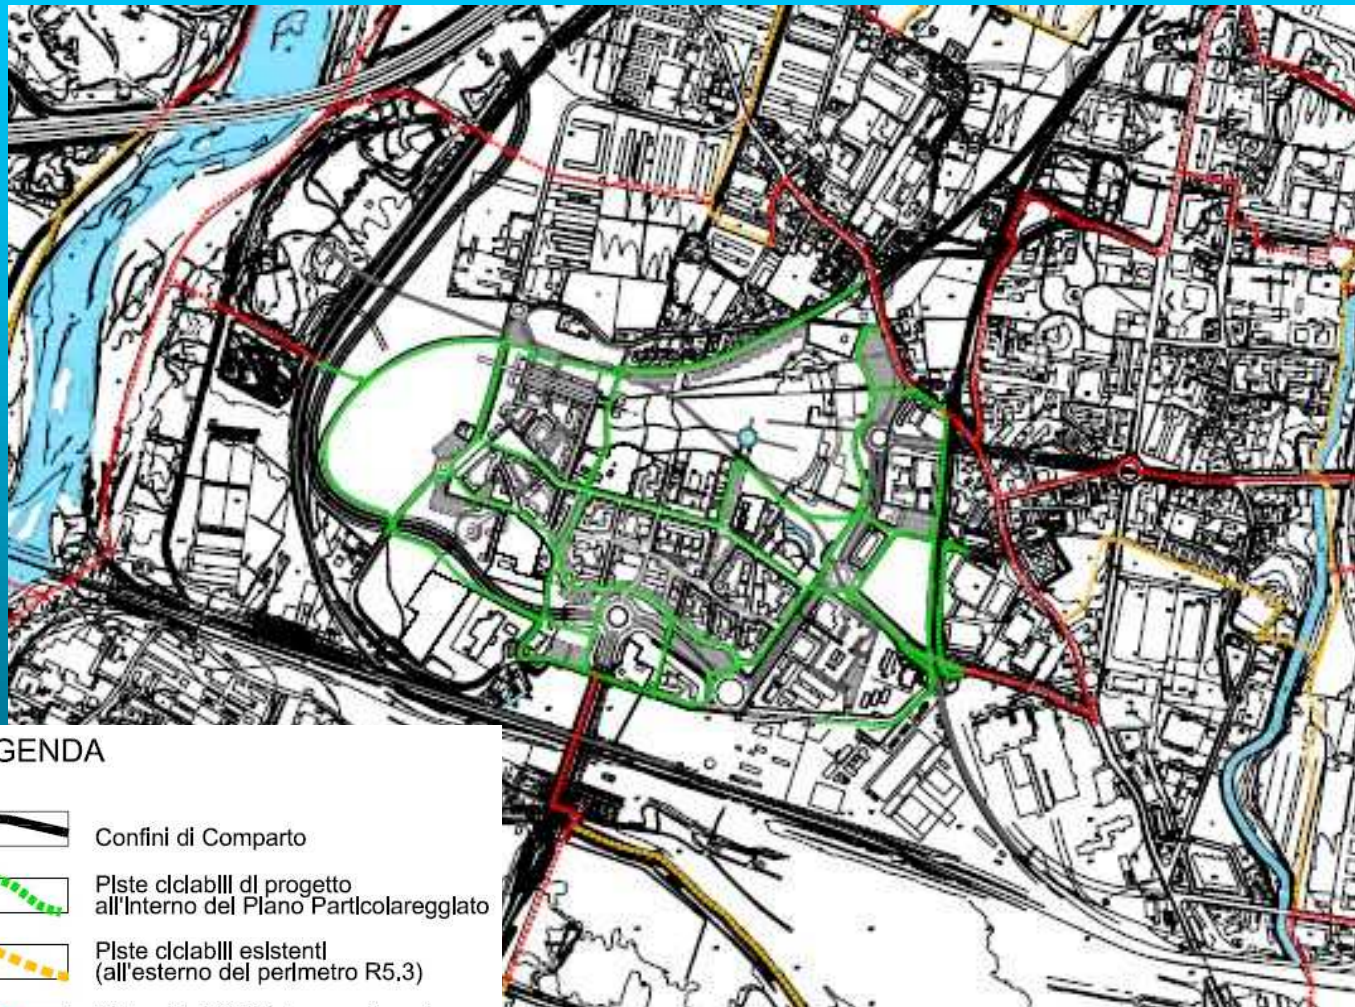 GENDA
Confini di Comparto
Piste ciclabili di progetto
all'interno del Piano Particolareggiato
Piste ciclabili esistenti
(all'esterno del perimetro R5.3)